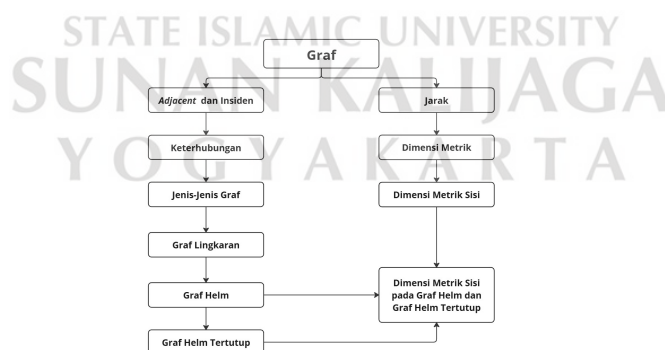 STATE ISLAMIC UNIVERSITY
SUNAN KALIJAGA
YOGYAKARTA
Graf
Adjacent dan Insiden
Jarak
Keterhubungan
Dimensi Metrik
Jenis-Jenis Graf
Dimensi Metrik Sisi
Graf Lingkaran
Graf Helm
Dimensi Metrik Sisi
pada Graf Helm dan
Graf Helm Tertutup
Graf Helm Tertutup